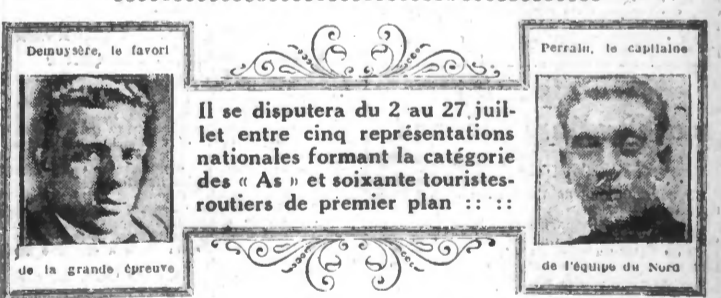 Demuysère, le favori
de la grande épreuve
Il se disputera du 2 au 27 juil-
let entre cinq représentations
nationales formant la catégorie
des « As » et soixante touristes-
routiers de premier plan :: ::
Perrain, le capitaine
de l'équipe du Nord